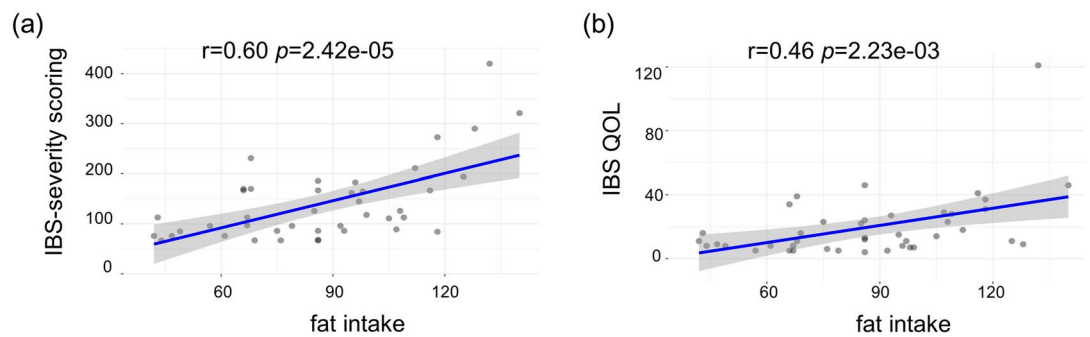 (a)
r=0.60 p=2.42e-05
IBS-severity scoring
400
300
200
100
0
60
90
120
fat intake
(b)
r=0.46 p=2.23e-03
IBS QOL
120
80
40
0
60
90
120
fat intake